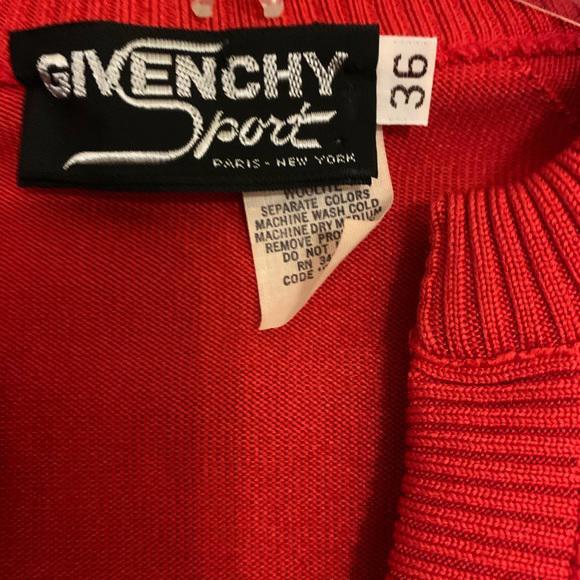 GIVENCHY
Sport
PARIS - NEW YORK
36
WOOLITE
SEPARATE COLORS
MACHINE WASH COLD
MACHINE DRY MEDIUM
REMOVE PRO
DO NOT
RN 34
CODE